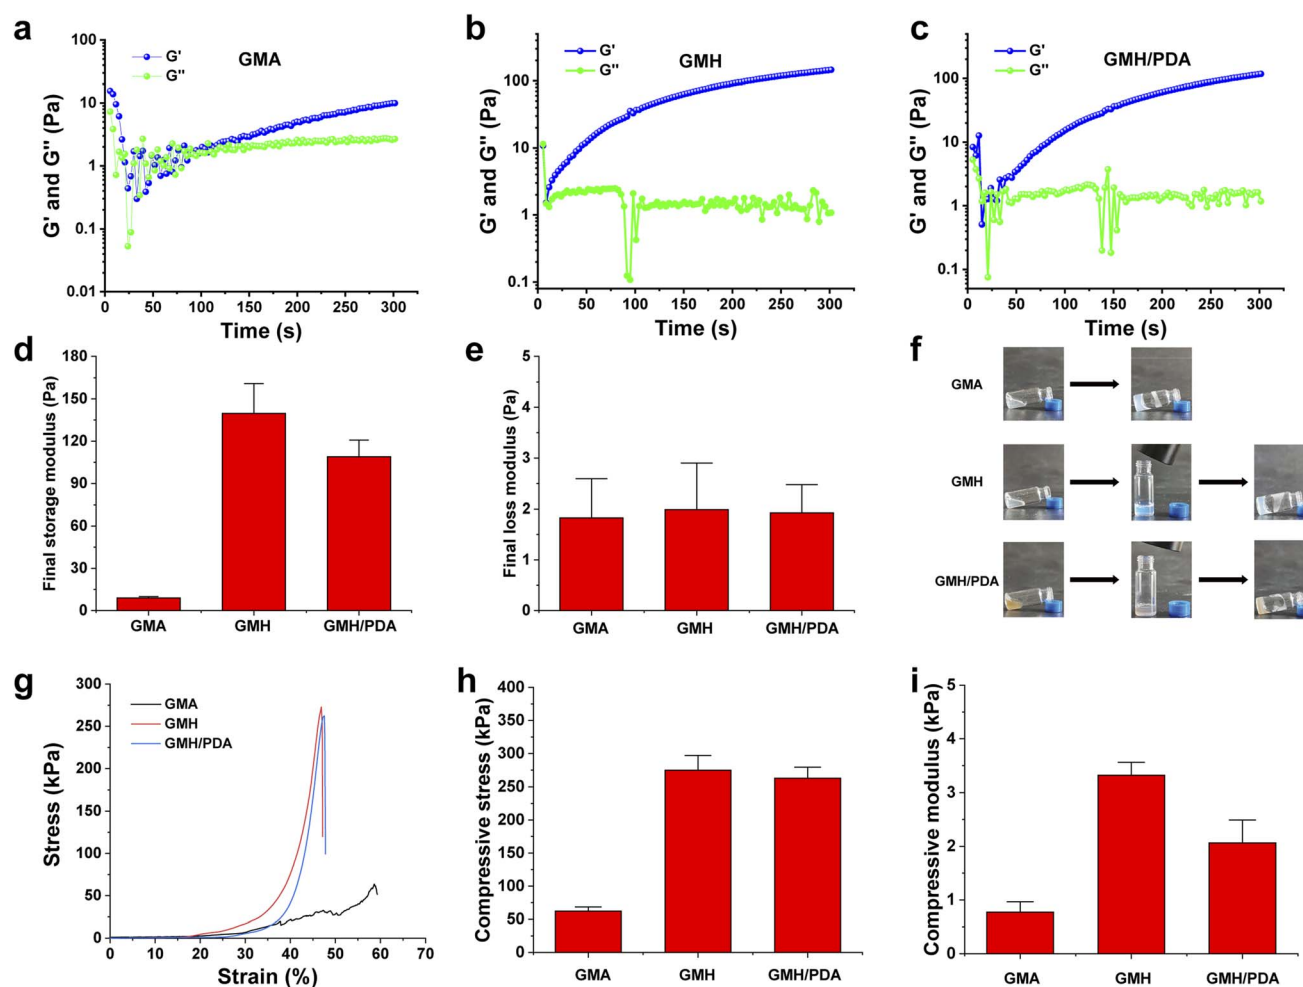 a
GMA
G'
G''
G' and G'' (Pa)
100
10
1
0.1
0.01
0 50 100 150 200 250 300
Time (s)
b
GMH
G'
G''
G' and G'' (Pa)
100
10
1
0.1
0 50 100 150 200 250 300
Time (s)
c
GMH/PDA
G'
G''
G' and G'' (Pa)
100
10
1
0.1
0 50 100 150 200 250 300
Time (s)
d
Final storage modulus (Pa)
180
150
120
90
60
30
0
GMA GMH GMH/PDA
e
Final loss modulus (Pa)
5
4
3
2
1
0
GMA GMH GMH/PDA
f
GMA
GMH
GMH/PDA
g
GMA
GMH
GMH/PDA
Stress (kPa)
300
250
200
150
100
50
0
0 10 20 30 40 50 60 70
Strain (%)
h
Compressive stress (kPa)
400
350
300
250
200
150
100
50
0
GMA GMH GMH/PDA
i
Compressive modulus (kPa)
5
4
3
2
1
0
GMA GMH GMH/PDA